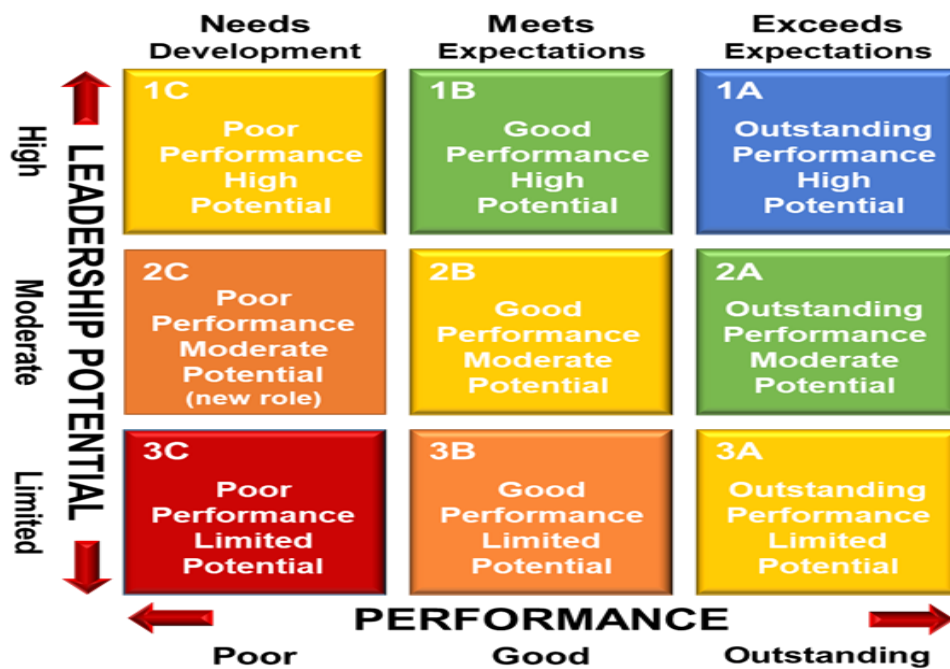 Needs
Development
Meets
Expectations
Exceeds
Expectations
High
Moderate
Limited
LEADERSHIP POTENTIAL
1C
Poor
Performance
High
Potential
1B
Good
Performance
High
Potential
1A
Outstanding
Performance
High
Potential
2C
Poor
Performance
Moderate
Potential
(new role)
2B
Good
Performance
Moderate
Potential
2A
Outstanding
Performance
Moderate
Potential
3C
Poor
Performance
Limited
Potential
3B
Good
Performance
Limited
Potential
3A
Outstanding
Performance
Limited
Potential
PERFORMANCE
Poor
Good
Outstanding